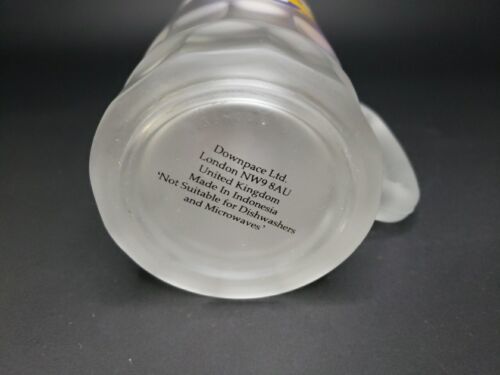 Downpace Ltd.
London NW9 8AU
United Kingdom
Made In Indonesia
'Not Suitable for Dishwashers
and Microwaves'